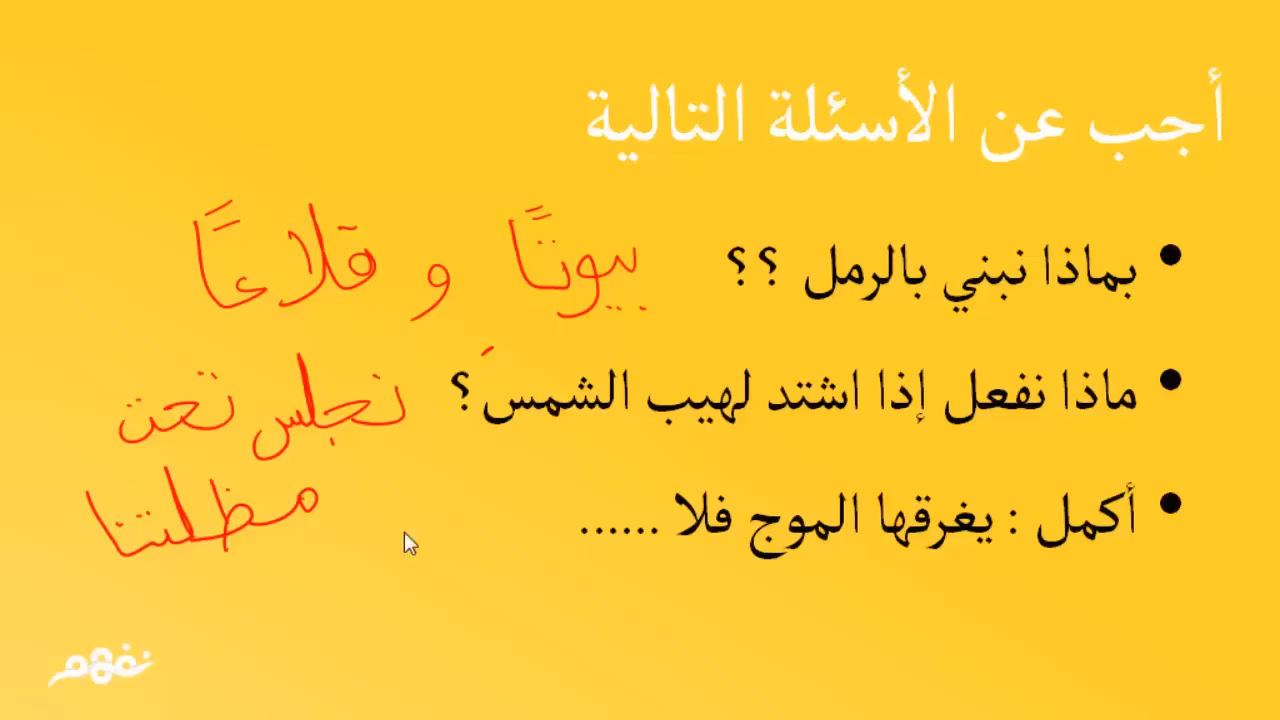 أجب عن الأسئلة التالية
• بماذا نبني بالرمل ؟؟ بيوتًا و قلاعًا
• ماذا نفعل إذا اشتد لهيب الشمسَ؟ نجلس تحت
مظلتنا
• أكمل : يغرقها الموج فلا ......
نفهم